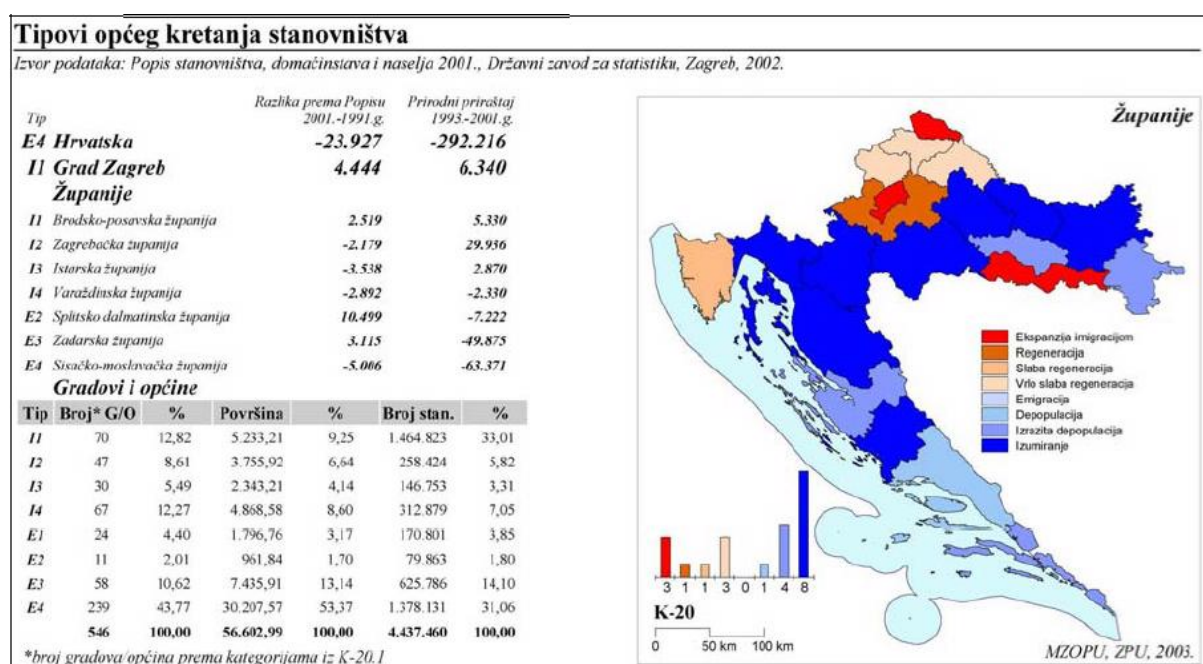 Tipovi općeg kretanja stanovništva
Izvor podataka: Popis stanovništva, domaćinstava i naselja 2001., Državni zavod za statistiku, Zagreb, 2002.
Tip Razlika prema Popisu 2001.-1991.g. Prirodni priraštaj 1993.-2001.g.
E4 Hrvatska -23.927 -292.216
I1 Grad Zagreb 4.444 6.340
Županije
I1 Brodsko-posavska županija 2.519 5.330
I2 Zagrebačka županija -2.179 29.936
I3 Istarska županija -3.538 2.870
I4 Varaždinska županija -2.892 -2.330
E2 Splitsko dalmatinska županija 10.499 -7.222
E3 Zadarska županija 3.115 -49.875
E4 Sisačko-moslavačka županija -5.006 -63.371
Gradovi i općine
Tip Broj* G/O % Površina % Broj stan. %
I1 70 12,82 5.233,21 9,25 1.464.823 33,01
I2 47 8,61 3.755,92 6,64 258.424 5,82
I3 30 5,49 2.343,21 4,14 146.753 3,31
I4 67 12,27 4.868,58 8,60 312.879 7,05
E1 24 4,40 1.796,76 3,17 170.801 3,85
E2 11 2,01 961,84 1,70 79.863 1,80
E3 58 10,62 7.435,91 13,14 625.786 14,10
E4 239 43,77 30.207,57 53,37 1.378.131 31,06
546 100,00 56.602,99 100,00 4.437.460 100,00
*broj gradova/općina prema kategorijama iz K-20.1
Županije
Ekspanzija imigracijom
Regeneracija
Slaba regeneracija
Vrlo slaba regeneracija
Emigracija
Depopulacija
Izrazita depopulacija
Izumiranje
3 1 1 3 0 1 4 8
K-20
0 50 km 100 km
MZOPU, ZPU, 2003.